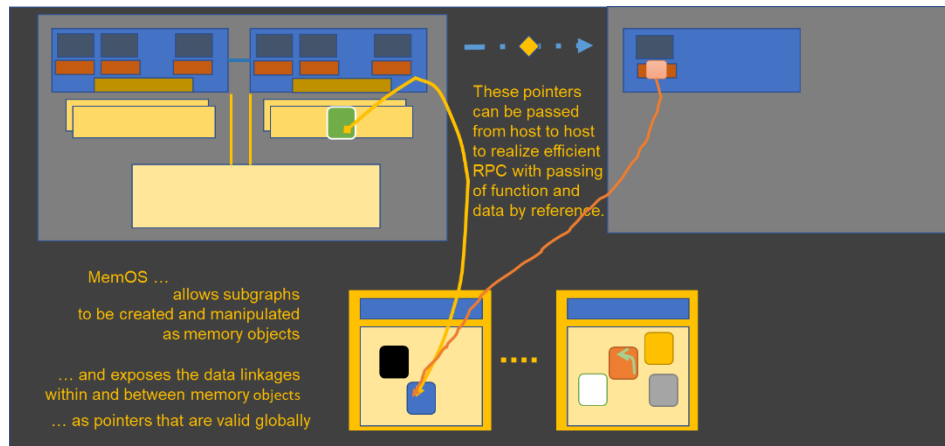 These pointers
can be passed
from host to host
to realize efficient
RPC with passing
of function and
data by reference.
MemOS …
allows subgraphs
to be created and manipulated
as memory objects
… and exposes the data linkages
within and between memory objects
… as pointers that are valid globally